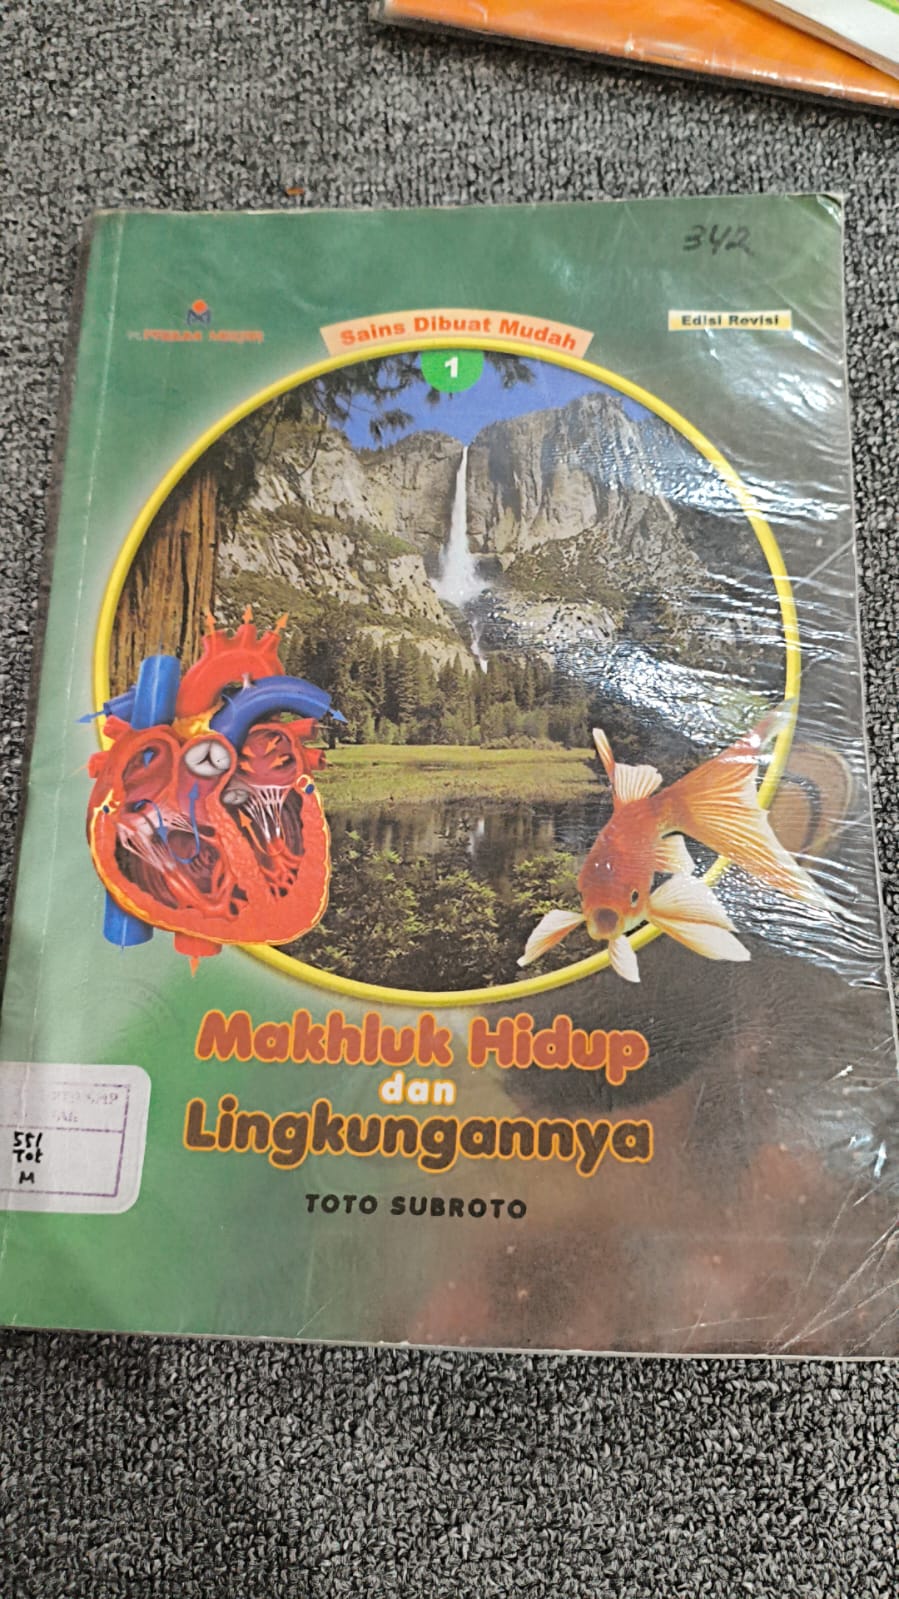 342
Edisi Revisi
Sains Dibuat Mudah
1
Makhluk Hidup
dan
Lingkungannya
TOTO SUBROTO
551
Tot
M